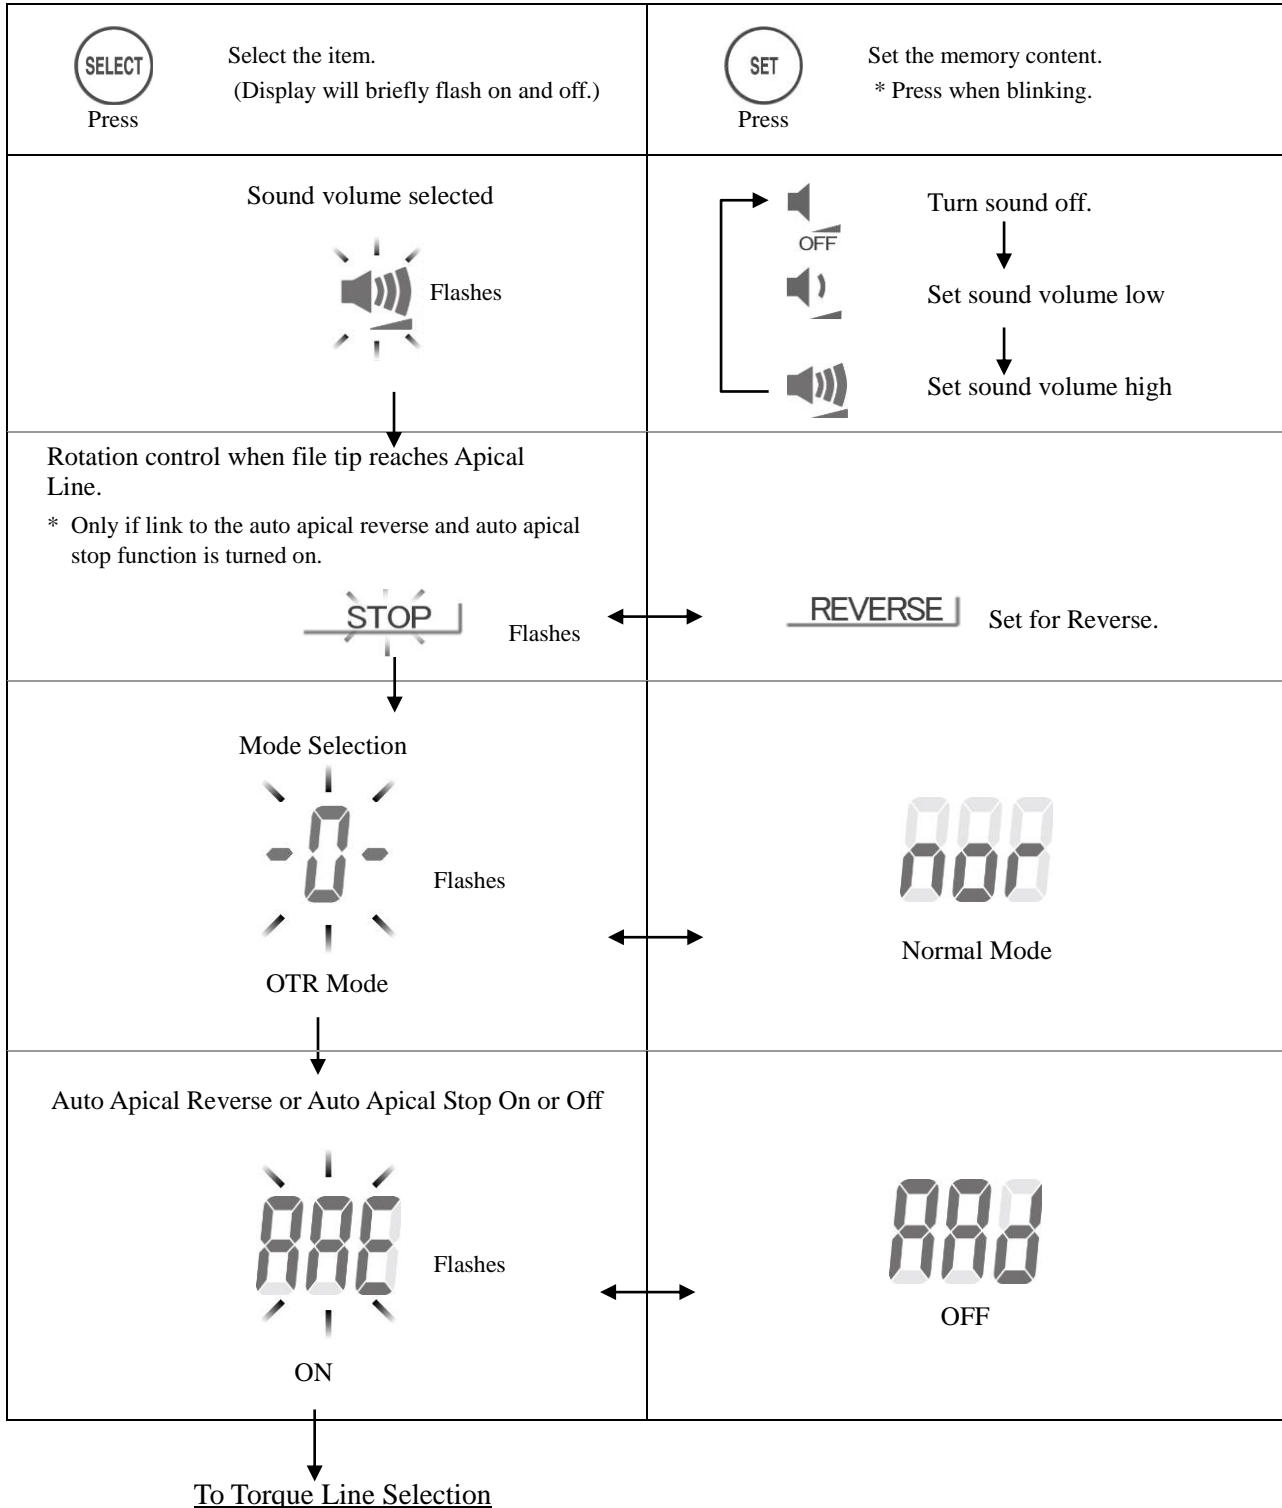 SELECT
Press
Select the item.
(Display will briefly flash on and off.)
SET
Press
Set the memory content.
* Press when blinking.
Sound volume selected
Flashes
OFF
Turn sound off.
Set sound volume low
Set sound volume high
Rotation control when file tip reaches Apical
Line.
* Only if link to the auto apical reverse and auto apical
stop function is turned on.
STOP
Flashes
REVERSE
Set for Reverse.
Mode Selection
-0-
Flashes
OTR Mode
nor
Normal Mode
Auto Apical Reverse or Auto Apical Stop On or Off
AAE
Flashes
ON
AAd
OFF
To Torque Line Selection